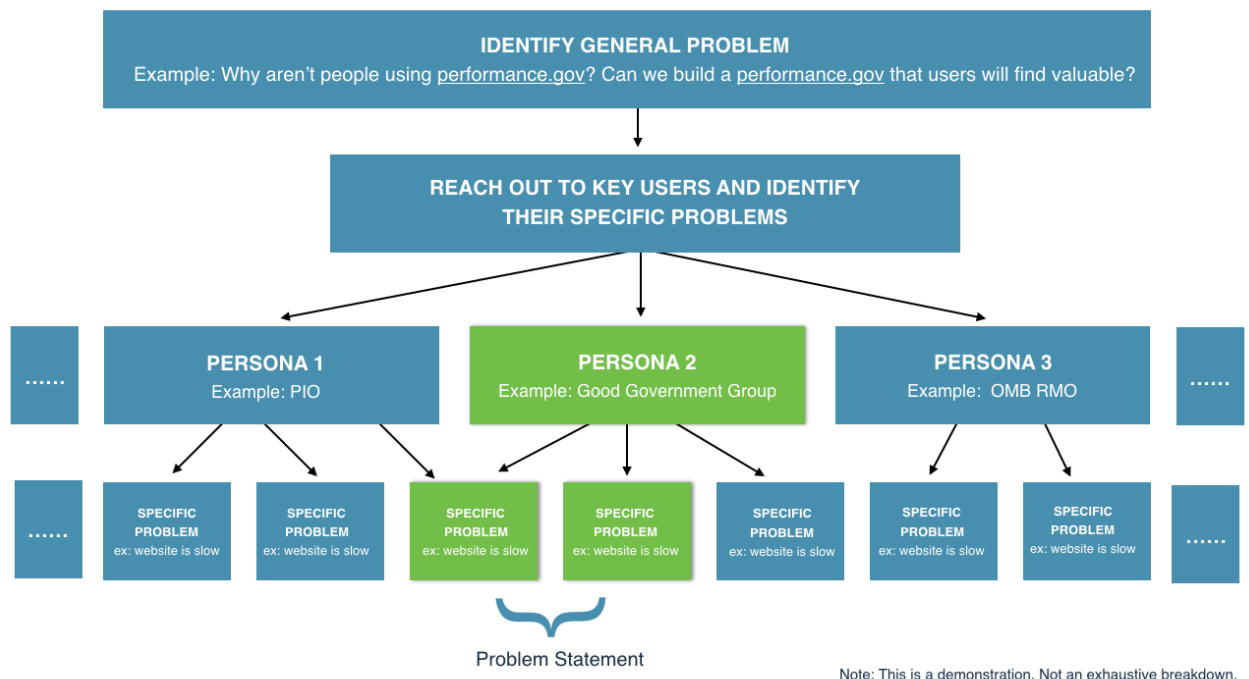 IDENTIFY GENERAL PROBLEM
Example: Why aren't people using performance.gov? Can we build a performance.gov that users will find valuable?
REACH OUT TO KEY USERS AND IDENTIFY
THEIR SPECIFIC PROBLEMS
......
PERSONA 1
Example: PIO
PERSONA 2
Example: Good Government Group
PERSONA 3
Example: OMB RMO
......
......
SPECIFIC
PROBLEM
ex: website is slow
SPECIFIC
PROBLEM
ex: website is slow
SPECIFIC
PROBLEM
ex: website is slow
SPECIFIC
PROBLEM
ex: website is slow
SPECIFIC
PROBLEM
ex: website is slow
SPECIFIC
PROBLEM
ex: website is slow
SPECIFIC
PROBLEM
ex: website is slow
......
Problem Statement
Note: This is a demonstration. Not an exhaustive breakdown.